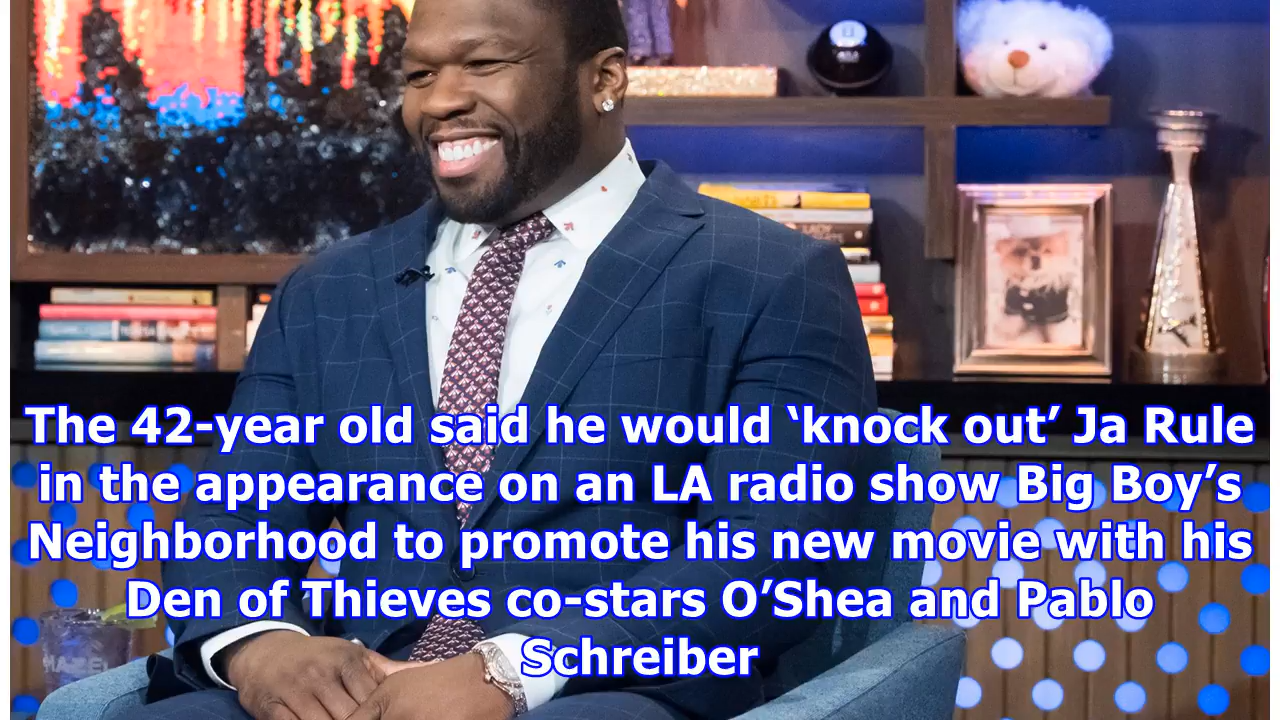 The 42-year old said he would ‘knock out’ Ja Rule
in the appearance on an LA radio show Big Boy’s
Neighborhood to promote his new movie with his
Den of Thieves co-stars O’Shea and Pablo
Schreiber